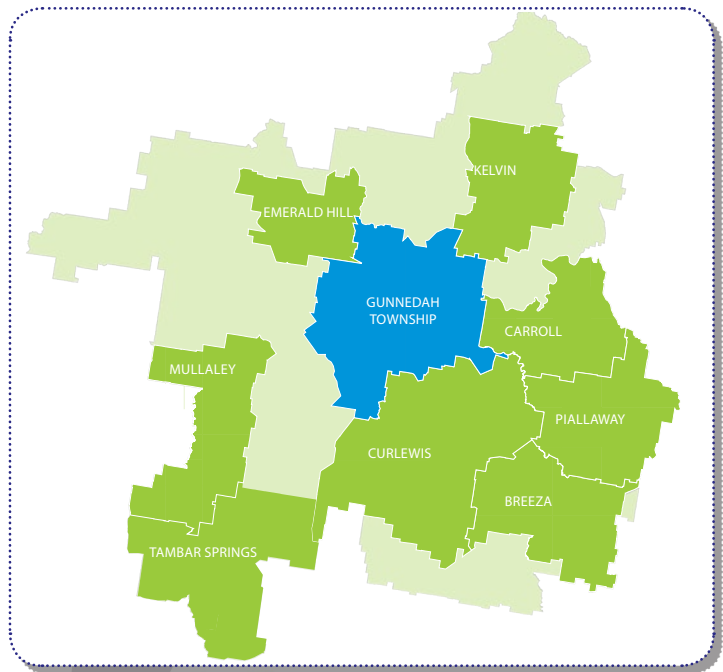 KELVIN
EMERALD HILL
GUNNEDAH
TOWNSHIP
CARROLL
MULLALEY
PIALLAWAY
CURLEWIS
BREEZA
TAMBAR SPRINGS